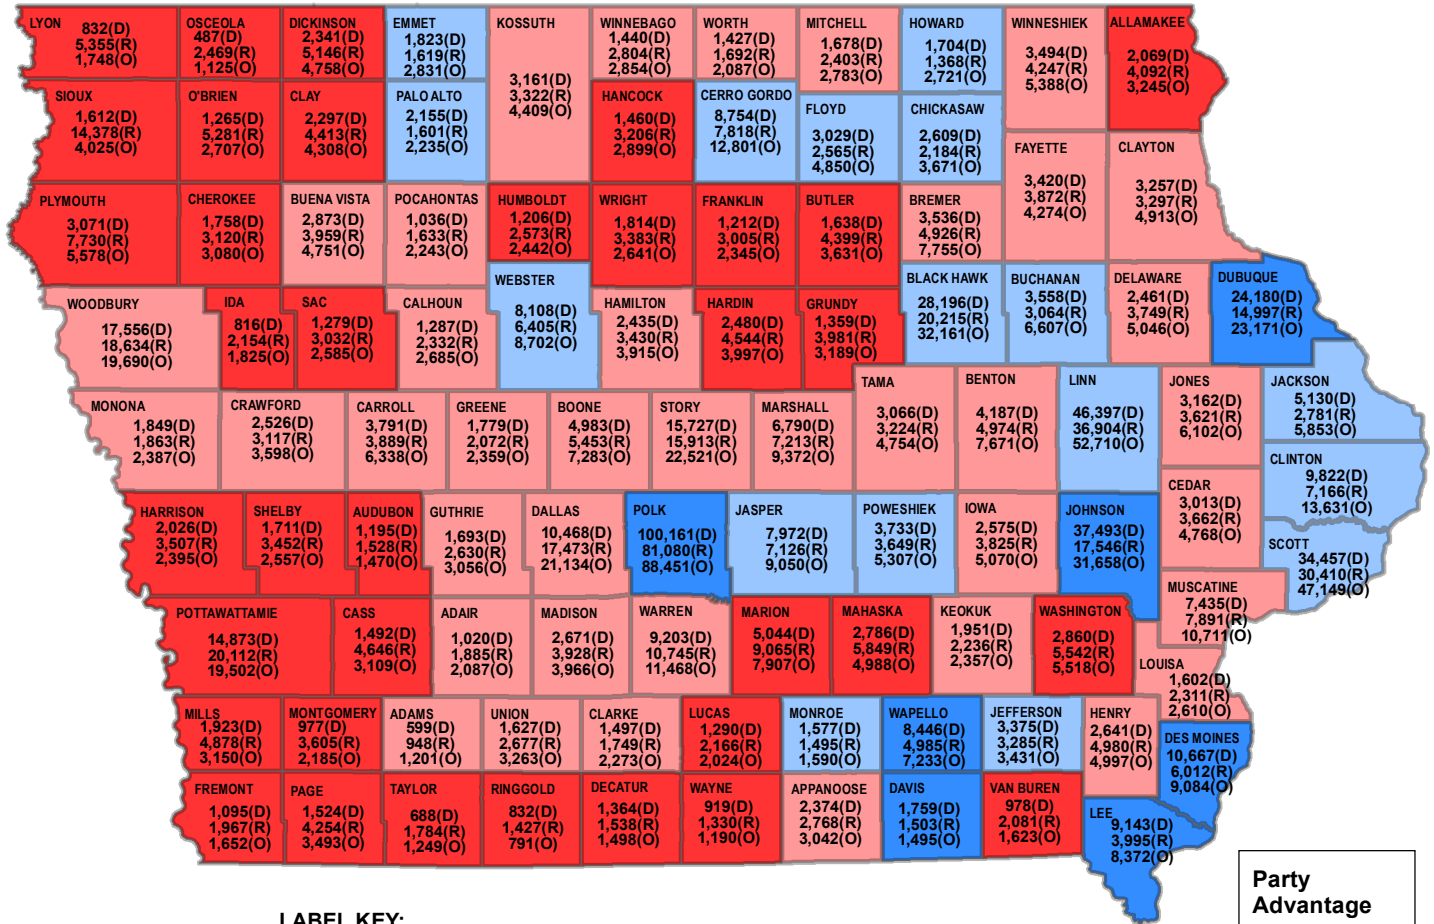 LYON
832(D)
5,355(R)
1,748(O)
OSCEOLA
487(D)
2,469(R)
1,125(O)
DICKINSON
2,341(D)
5,146(R)
4,758(O)
EMMET
1,823(D)
1,619(R)
2,831(O)
KOSSUTH
3,161(D)
3,322(R)
4,409(O)
WINNEBAGO
1,440(D)
2,804(R)
2,854(O)
WORTH
1,427(D)
1,692(R)
2,087(O)
MITCHELL
1,678(D)
2,403(R)
2,783(O)
HOWARD
1,704(D)
1,368(R)
2,721(O)
WINNESHIEK
3,494(D)
4,247(R)
5,388(O)
ALLAMAKEE
2,069(D)
4,092(R)
3,245(O)
SIOUX
1,612(D)
14,378(R)
4,025(O)
O'BRIEN
1,265(D)
5,281(R)
2,707(O)
CLAY
2,297(D)
4,413(R)
4,308(O)
PALO ALTO
2,155(D)
1,601(R)
2,235(O)
HANCOCK
1,460(D)
3,206(R)
2,899(O)
CERRO GORDO
8,754(D)
7,818(R)
12,801(O)
FLOYD
3,029(D)
2,565(R)
4,850(O)
CHICKASAW
2,609(D)
2,184(R)
3,671(O)
FAYETTE
3,420(D)
3,872(R)
4,274(O)
CLAYTON
3,257(D)
3,297(R)
4,913(O)
PLYMOUTH
3,071(D)
7,730(R)
5,578(O)
CHEROKEE
1,758(D)
3,120(R)
3,080(O)
BUENA VISTA
2,873(D)
3,959(R)
4,751(O)
POCAHONTAS
1,036(D)
1,633(R)
2,243(O)
HUMBOLDT
1,206(D)
2,573(R)
2,442(O)
WRIGHT
1,814(D)
3,383(R)
2,641(O)
FRANKLIN
1,212(D)
3,005(R)
2,345(O)
BUTLER
1,638(D)
4,399(R)
3,631(O)
BREMER
3,536(D)
4,926(R)
7,755(O)
WEBSTER
8,108(D)
6,405(R)
8,702(O)
BLACK HAWK
28,196(D)
20,215(R)
32,161(O)
BUCHANAN
3,558(D)
3,064(R)
6,607(O)
DELAWARE
2,461(D)
3,749(R)
5,046(O)
DUBUQUE
24,180(D)
14,997(R)
23,171(O)
WOODBURY
17,556(D)
18,634(R)
19,690(O)
IDA
816(D)
2,154(R)
1,825(O)
SAC
1,279(D)
3,032(R)
2,585(O)
CALHOUN
1,287(D)
2,332(R)
2,685(O)
HAMILTON
2,435(D)
3,430(R)
3,915(O)
HARDIN
2,480(D)
4,544(R)
3,997(O)
GRUNDY
1,359(D)
3,981(R)
3,189(O)
TAMA
3,066(D)
3,224(R)
4,754(O)
BENTON
4,187(D)
4,974(R)
7,671(O)
LINN
46,397(D)
36,904(R)
52,710(O)
JONES
3,162(D)
3,621(R)
6,102(O)
JACKSON
5,130(D)
2,781(R)
5,853(O)
MONONA
1,849(D)
1,863(R)
2,387(O)
CRAWFORD
2,526(D)
3,117(R)
3,598(O)
CARROLL
3,791(D)
3,889(R)
6,338(O)
GREENE
1,779(D)
2,072(R)
2,359(O)
BOONE
4,983(D)
5,453(R)
7,283(O)
STORY
15,727(D)
15,913(R)
22,521(O)
MARSHALL
6,790(D)
7,213(R)
9,372(O)
CLINTON
9,822(D)
7,166(R)
13,631(O)
CEDAR
3,013(D)
3,662(R)
4,768(O)
HARRISON
2,026(D)
3,507(R)
2,395(O)
SHELBY
1,711(D)
3,452(R)
2,557(O)
AUDUBON
1,195(D)
1,528(R)
1,470(O)
GUTHRIE
1,693(D)
2,630(R)
3,056(O)
DALLAS
10,468(D)
17,473(R)
21,134(O)
POLK
100,161(D)
81,080(R)
88,451(O)
JASPER
7,972(D)
7,126(R)
9,050(O)
POWESHIEK
3,733(D)
3,649(R)
5,307(O)
IOWA
2,575(D)
3,825(R)
5,070(O)
JOHNSON
37,493(D)
17,546(R)
31,658(O)
SCOTT
34,457(D)
30,410(R)
47,149(O)
MUSCATINE
7,435(D)
7,891(R)
10,711(O)
POTTAWATTAMIE
14,873(D)
20,112(R)
19,502(O)
CASS
1,492(D)
4,646(R)
3,109(O)
ADAIR
1,020(D)
1,885(R)
2,087(O)
MADISON
2,671(D)
3,928(R)
3,966(O)
WARREN
9,203(D)
10,745(R)
11,468(O)
MARION
5,044(D)
9,065(R)
7,907(O)
MAHASKA
2,786(D)
5,849(R)
4,988(O)
KEOKUK
1,951(D)
2,236(R)
2,357(O)
WASHINGTON
2,860(D)
5,542(R)
5,518(O)
LOUISA
1,602(D)
2,311(R)
2,610(O)
MILLS
1,923(D)
4,878(R)
3,150(O)
MONTGOMERY
977(D)
3,605(R)
2,185(O)
ADAMS
599(D)
948(R)
1,201(O)
UNION
1,627(D)
2,677(R)
3,263(O)
CLARKE
1,497(D)
1,749(R)
2,273(O)
LUCAS
1,290(D)
2,166(R)
2,024(O)
MONROE
1,577(D)
1,495(R)
1,590(O)
WAPELLO
8,446(D)
4,985(R)
7,233(O)
JEFFERSON
3,375(D)
3,285(R)
3,431(O)
HENRY
2,641(D)
4,980(R)
4,997(O)
DES MOINES
10,667(D)
6,012(R)
9,084(O)
FREMONT
1,095(D)
1,967(R)
1,652(O)
PAGE
1,524(D)
4,254(R)
3,493(O)
TAYLOR
688(D)
1,784(R)
1,249(O)
RINGGOLD
832(D)
1,427(R)
791(O)
DECATUR
1,364(D)
1,538(R)
1,498(O)
WAYNE
919(D)
1,330(R)
1,190(O)
APPANOOSE
2,374(D)
2,768(R)
3,042(O)
DAVIS
1,759(D)
1,503(R)
1,495(O)
VAN BUREN
978(D)
2,081(R)
1,623(O)
LEE
9,143(D)
3,995(R)
8,372(O)
Party
Advantage
LABEL KEY: